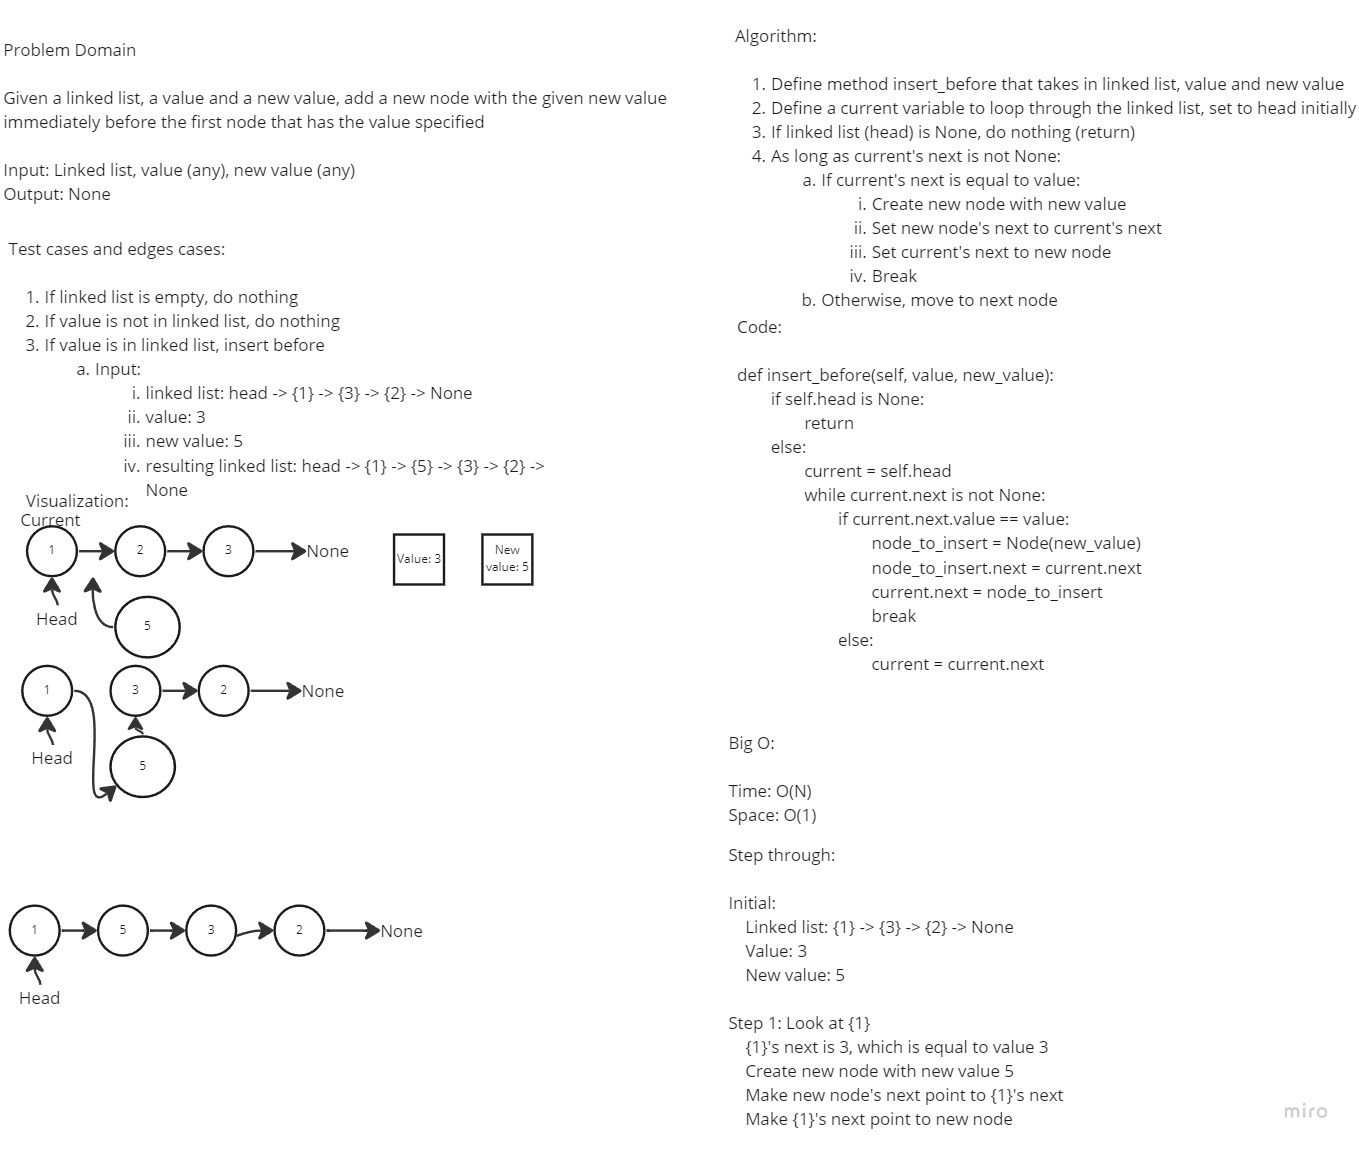 Problem Domain
Given a linked list, a value and a new value, add a new node with the given new value
immediately before the first node that has the value specified
Input: Linked list, value (any), new value (any)
Output: None
Test cases and edges cases:
1. If linked list is empty, do nothing
2. If value is not in linked list, do nothing
3. If value is in linked list, insert before
a. Input:
i. linked list: head -> {1} -> {3} -> {2} -> None
ii. value: 3
iii. new value: 5
iv. resulting linked list: head -> {1} -> {5} -> {3} -> {2} ->
None
Visualization:
Current
1
2
3
None
Value: 3
New
value: 5
Head
5
1
3
2
None
Head
5
1
5
3
2
None
Head
Algorithm:
1. Define method insert_before that takes in linked list, value and new value
2. Define a current variable to loop through the linked list, set to head initially
3. If linked list (head) is None, do nothing (return)
4. As long as current's next is not None:
a. If current's next is equal to value:
i. Create new node with new value
ii. Set new node's next to current's next
iii. Set current's next to new node
iv. Break
b. Otherwise, move to next node
Code:
def insert_before(self, value, new_value):
if self.head is None:
return
else:
current = self.head
while current.next is not None:
if current.next.value == value:
node_to_insert = Node(new_value)
node_to_insert.next = current.next
current.next = node_to_insert
break
else:
current = current.next
Big O:
Time: O(N)
Space: O(1)
Step through:
Initial:
Linked list: {1} -> {3} -> {2} -> None
Value: 3
New value: 5
Step 1: Look at {1}
{1}'s next is 3, which is equal to value 3
Create new node with new value 5
Make new node's next point to {1}'s next
Make {1}'s next point to new node
miro